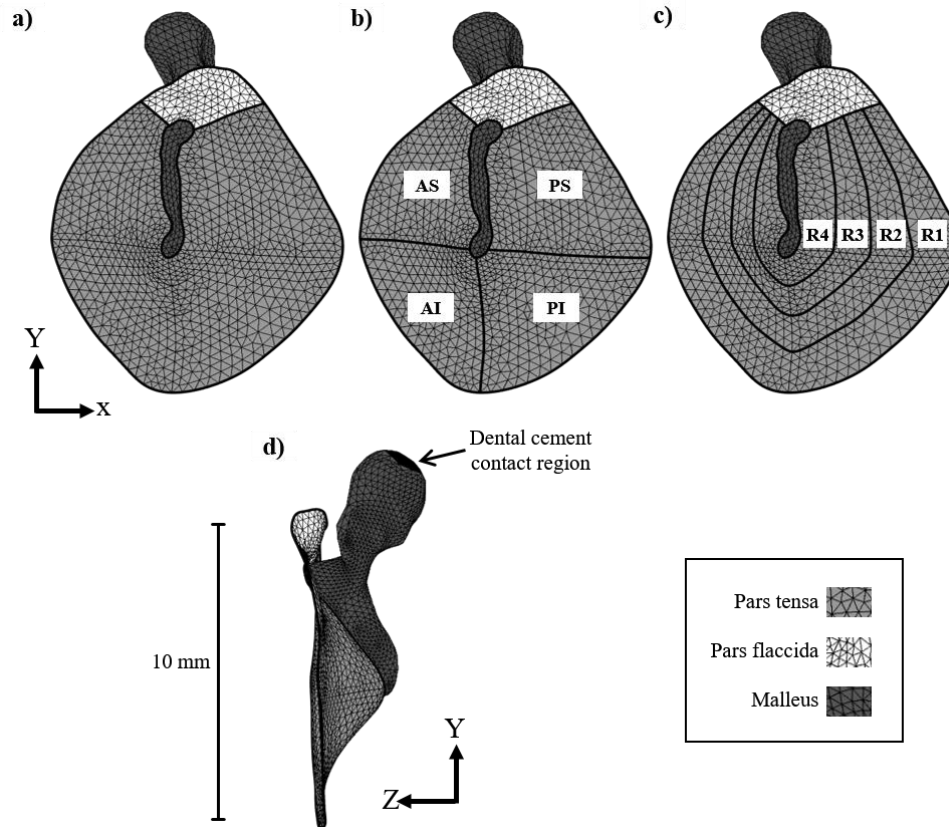 a)
b)
c)
AS
PS
AI
PI
R4
R3
R2
R1
Y
x
d)
Dental cement
contact region
10 mm
Y
Z
Pars tensa
Pars flaccida
Malleus